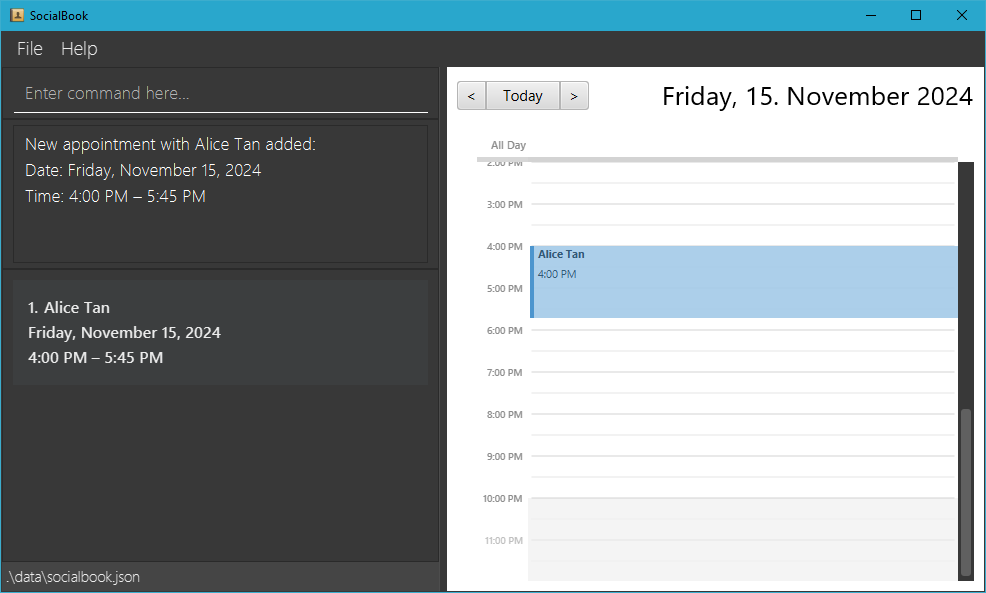 SocialBook
File Help
Enter command here...
New appointment with Alice Tan added:
Date: Friday, November 15, 2024
Time: 4:00 PM – 5:45 PM
1. Alice Tan
Friday, November 15, 2024
4:00 PM – 5:45 PM
.\data\socialbook.json
< Today >
Friday, 15. November 2024
All Day
2:00 PM
3:00 PM
4:00 PM
Alice Tan
4:00 PM
5:00 PM
6:00 PM
7:00 PM
8:00 PM
9:00 PM
10:00 PM
11:00 PM